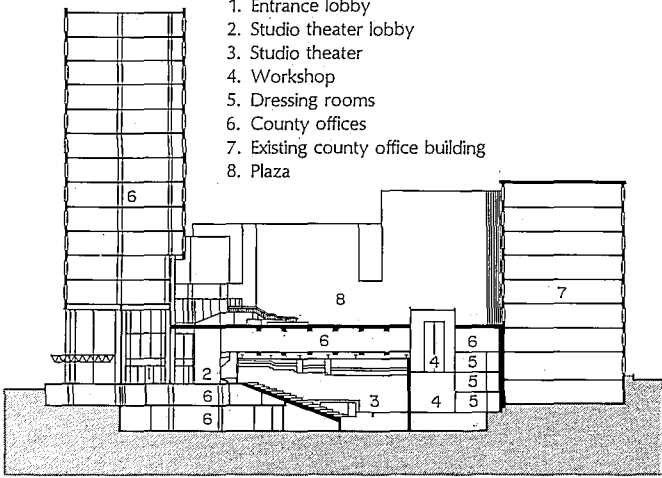 1. Entrance lobby
2. Studio theater lobby
3. Studio theater
4. Workshop
5. Dressing rooms
6. County offices
7. Existing county office building
8. Plaza
6
8
7
6
6
4
5
2
5
6
3
4
5
6